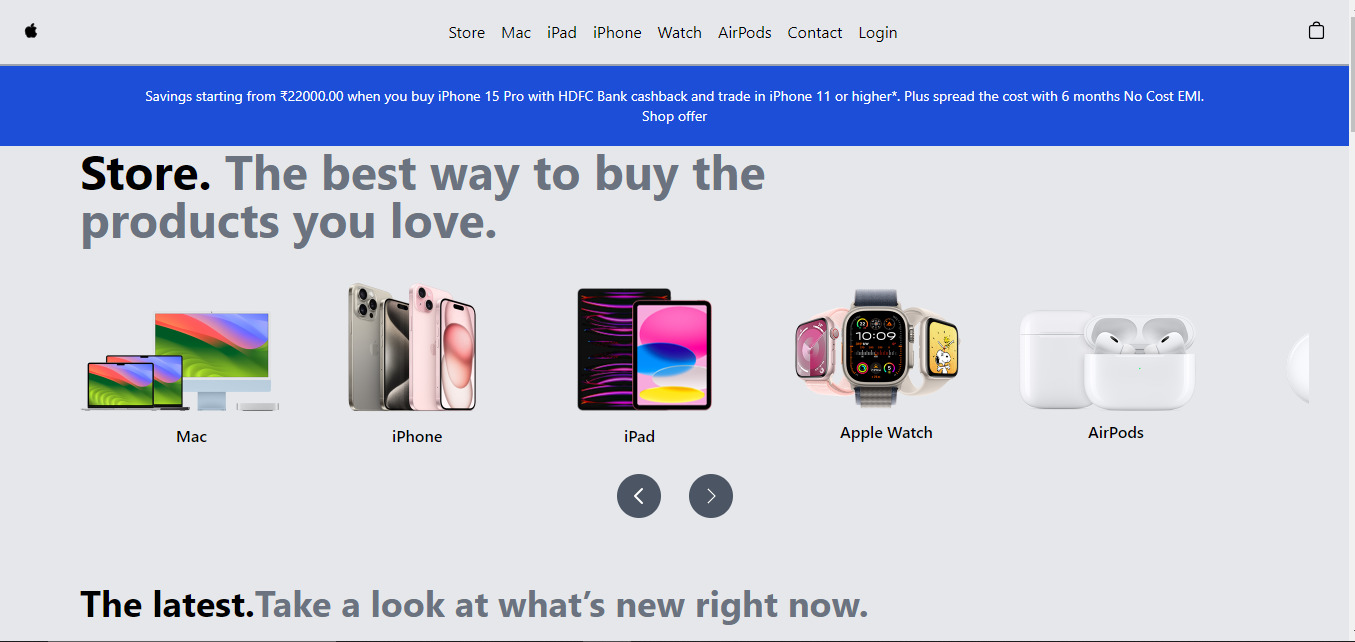 Store Mac iPad iPhone Watch AirPods Contact Login
Savings starting from ₹22000.00 when you buy iPhone 15 Pro with HDFC Bank cashback and trade in iPhone 11 or higher*. Plus spread the cost with 6 months No Cost EMI.
Shop offer
Store. The best way to buy the
products you love.
10:09
Mac
iPhone
iPad
Apple Watch
AirPods
The latest.Take a look at what’s new right now.